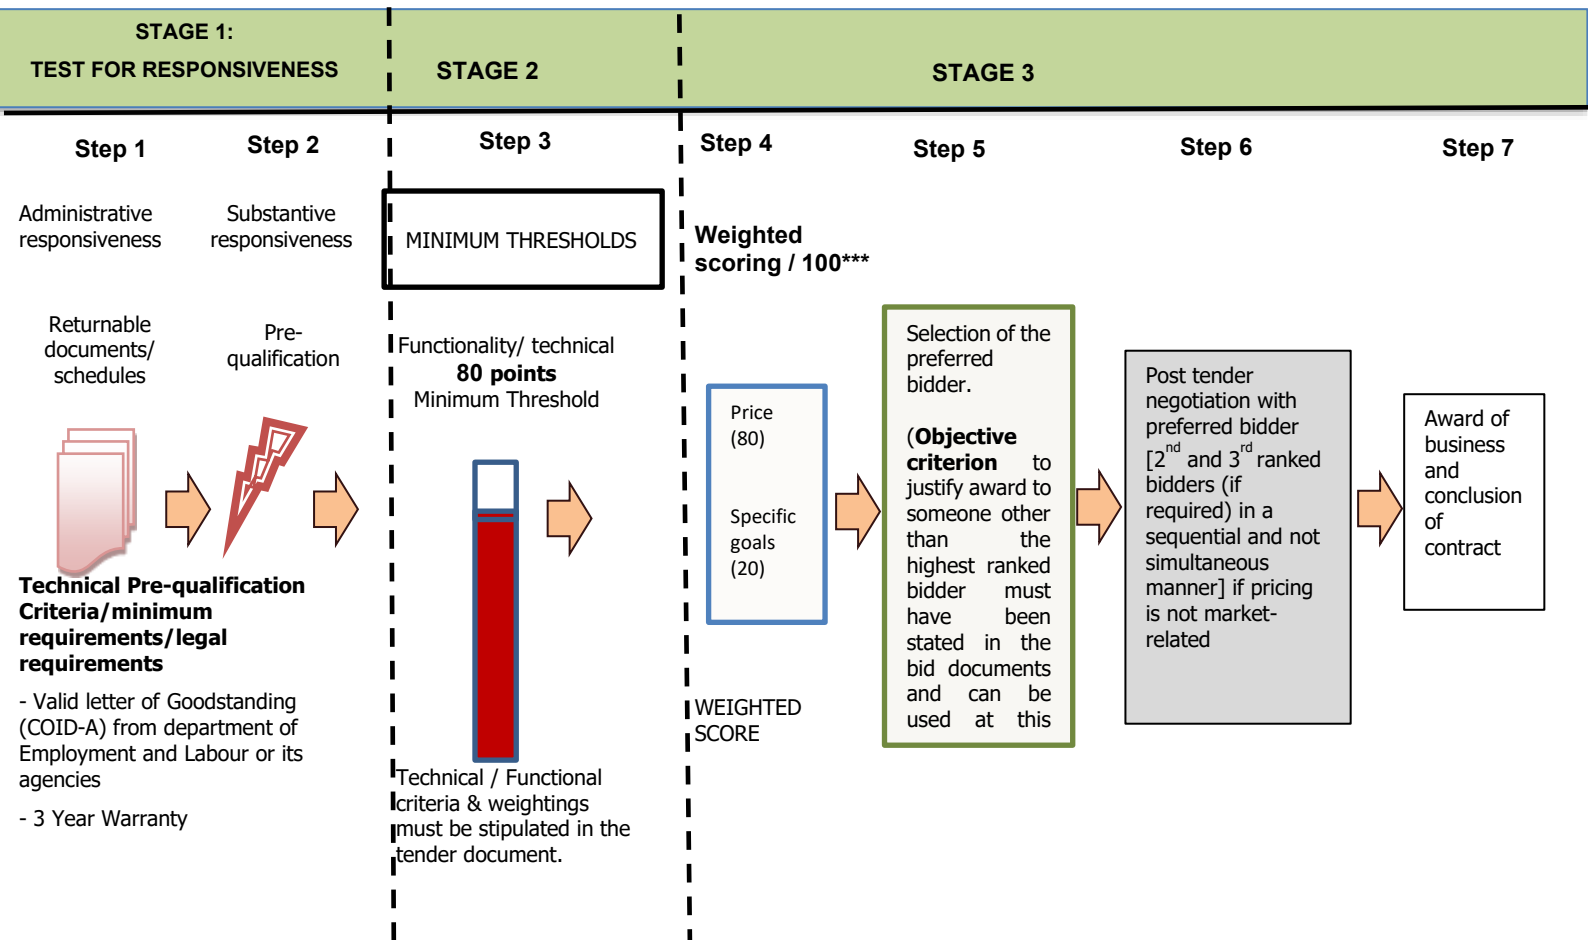 STAGE 1:
TEST FOR RESPONSIVENESS
STAGE 2
STAGE 3
Step 1
Step 2
Step 3
Step 4
Step 5
Step 6
Step 7
Administrative
responsiveness
Substantive
responsiveness
MINIMUM THRESHOLDS
Weighted
scoring / 100***
Returnable
documents/
schedules
Pre-
qualification
Functionality/ technical
80 points
Minimum Threshold
Price
(80)
Specific
goals
(20)
Selection of the
preferred
bidder.
(Objective
criterion to
justify award to
someone other
than the
highest ranked
bidder must
have been
stated in the
bid documents
and can be
used at this
Post tender
negotiation with
preferred bidder
[2nd and 3rd ranked
bidders (if
required) in a
sequential and not
simultaneous
manner] if pricing
is not market-
related
Award of
business
and
conclusion
of
contract
Technical Pre-qualification
Criteria/minimum
requirements/legal
requirements
- Valid letter of Goodstanding
(COID-A) from department of
Employment and Labour or its
agencies
- 3 Year Warranty
Technical / Functional
criteria & weightings
must be stipulated in the
tender document.
WEIGHTED
SCORE